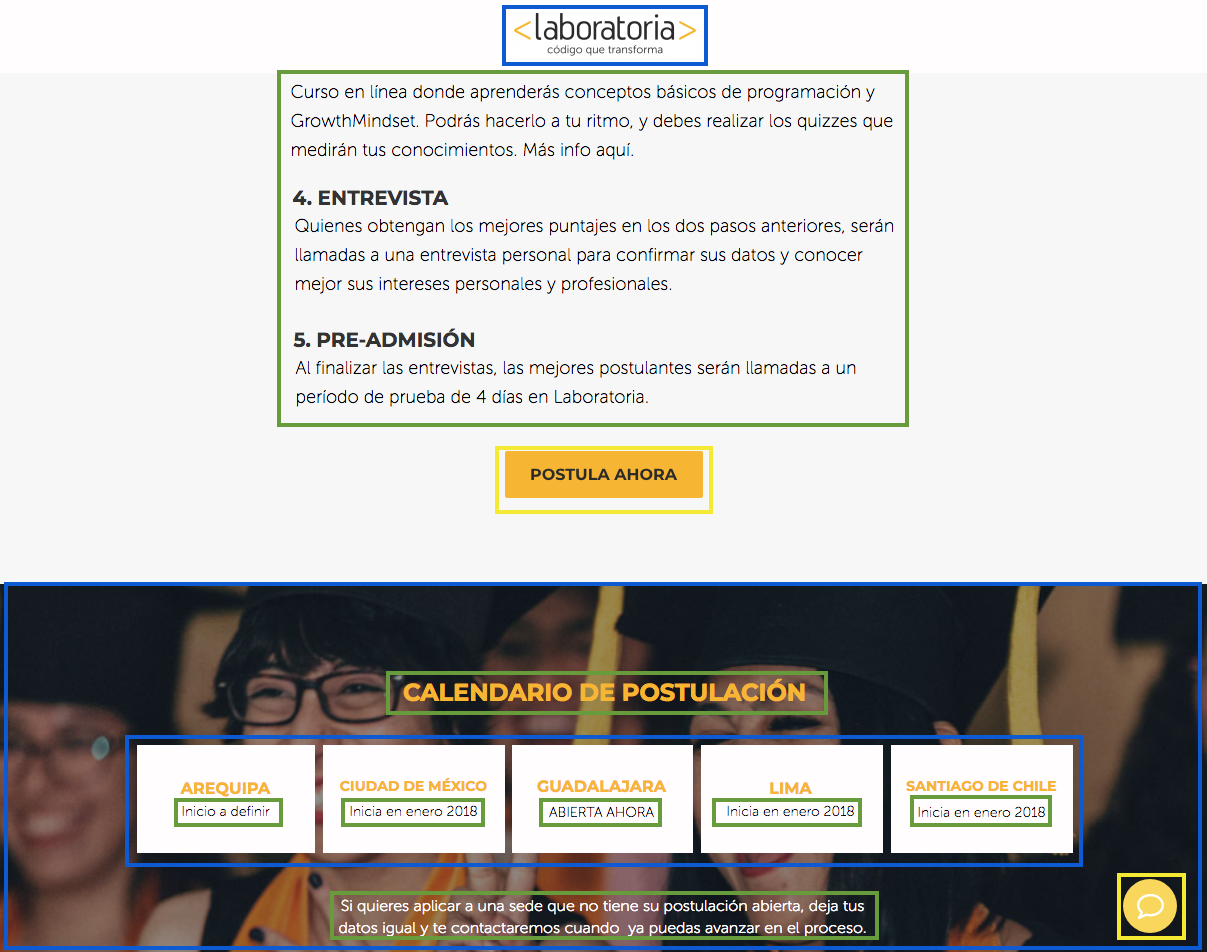 <laboratoria>
código que transforma
Curso en línea donde aprenderás conceptos básicos de programación y
GrowthMindset. Podrás hacerlo a tu ritmo, y debes realizar los quizzes que
medirán tus conocimientos. Más info aquí.
4. ENTREVISTA
Quienes obtengan los mejores puntajes en los dos pasos anteriores, serán
llamadas a una entrevista personal para confirmar sus datos y conocer
mejor sus intereses personales y profesionales.
5. PRE-ADMISIÓN
Al finalizar las entrevistas, las mejores postulantes serán llamadas a un
período de prueba de 4 días en Laboratoria.
POSTULA AHORA
CALENDARIO DE POSTULACIÓN
AREQUIPA
Inicio a definir
CIUDAD DE MÉXICO
Inicia en enero 2018
GUADALAJARA
ABIERTA AHORA
LIMA
Inicia en enero 2018
SANTIAGO DE CHILE
Inicia en enero 2018
Si quieres aplicar a una sede que no tiene su postulación abierta, deja tus
datos igual y te contactaremos cuando ya puedas avanzar en el proceso.